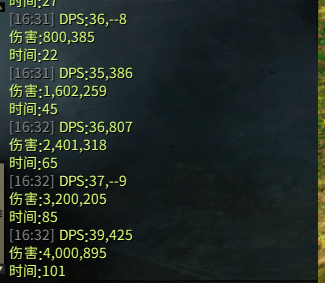 时间:27
[16:31] DPS:36,--8
伤害:800,385
时间:22
[16:31] DPS:35,386
伤害:1,602,259
时间:45
[16:32] DPS:36,807
伤害:2,401,318
时间:65
[16:32] DPS:37,--9
伤害:3,200,205
时间:85
[16:32] DPS:39,425
伤害:4,000,895
时间:101